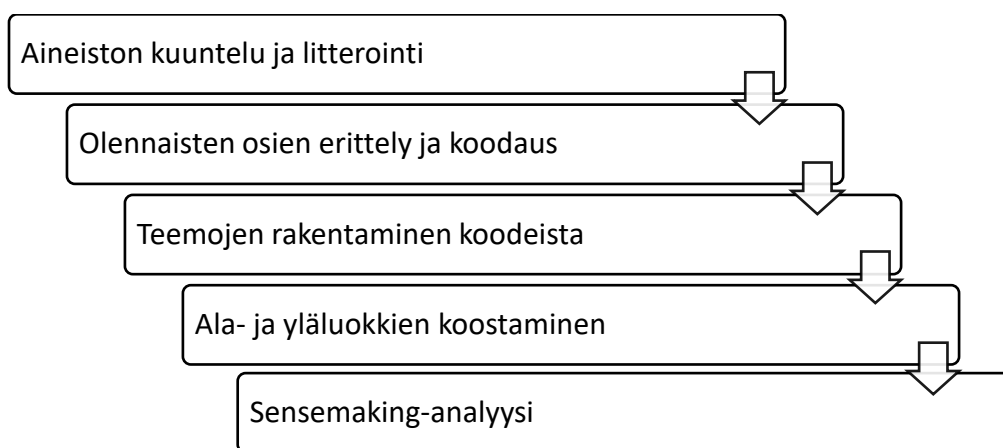 Aineiston kuuntelu ja litterointi
Olennaisten osien erittely ja koodaus
Teemojen rakentaminen koodeista
Ala- ja yläluokkien koostaminen
Sensemaking-analyysi